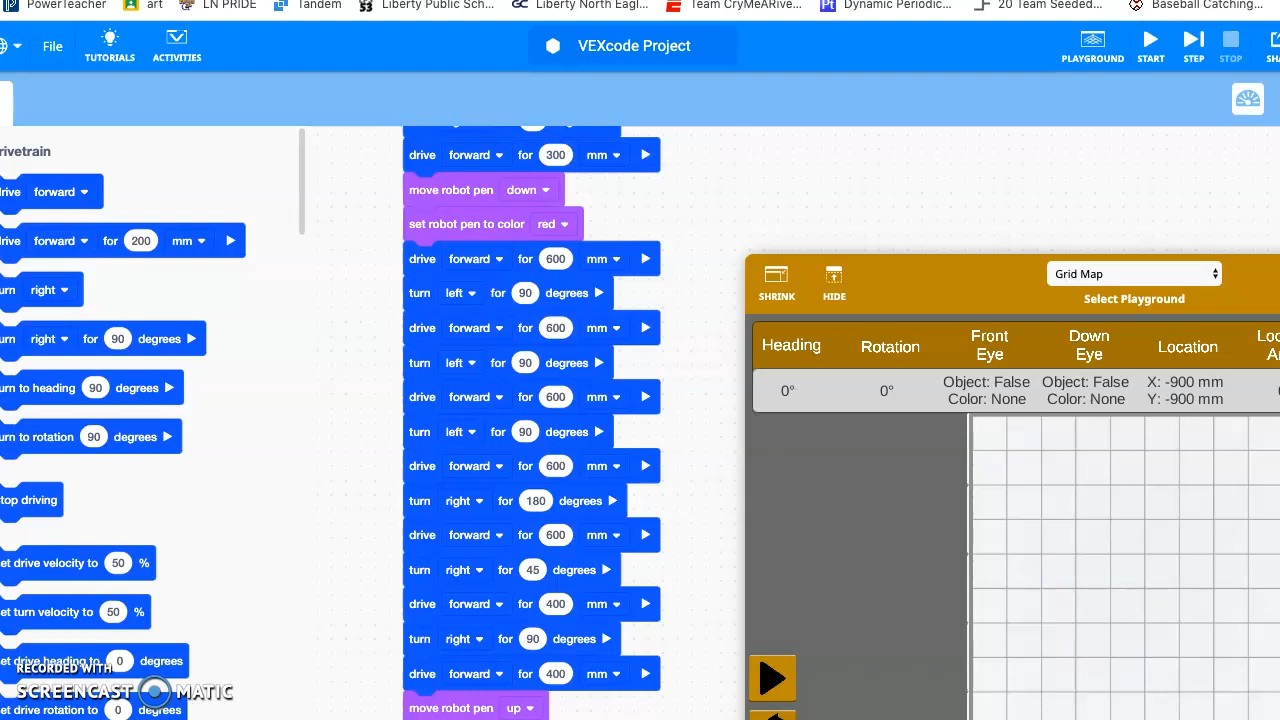 PowerTeacher art LN PRIDE Tandem Liberty Public Sch... Liberty North Eagl... Team CryMeARive... Dynamic Periodic... 20 Team Seeded... Baseball Catching...
File TUTORIALS ACTIVITIES VEXcode Project PLAYGROUND START STEP STOP SHA
rivetrain
rive forward
rive forward for 200 mm
urn right
urn right for 90 degrees
urn to heading 90 degrees
urn to rotation 90 degrees
top driving
et drive velocity to 50 %
et turn velocity to 50 %
et drive heading to 0 degrees
et drive rotation to 0 degrees
RECORDED WITH
SCREENCAST MATIC
drive forward for 300 mm
move robot pen down
set robot pen to color red
drive forward for 600 mm
turn left for 90 degrees
drive forward for 600 mm
turn left for 90 degrees
drive forward for 600 mm
turn left for 90 degrees
drive forward for 600 mm
turn right for 180 degrees
drive forward for 600 mm
turn right for 45 degrees
drive forward for 400 mm
turn right for 90 degrees
drive forward for 400 mm
move robot pen up
SHRINK HIDE Grid Map
Select Playground
Heading Rotation Front Eye Down Eye Location Loc
0° 0° Object: False Color: None Object: False Color: None X: -900 mm Y: -900 mm